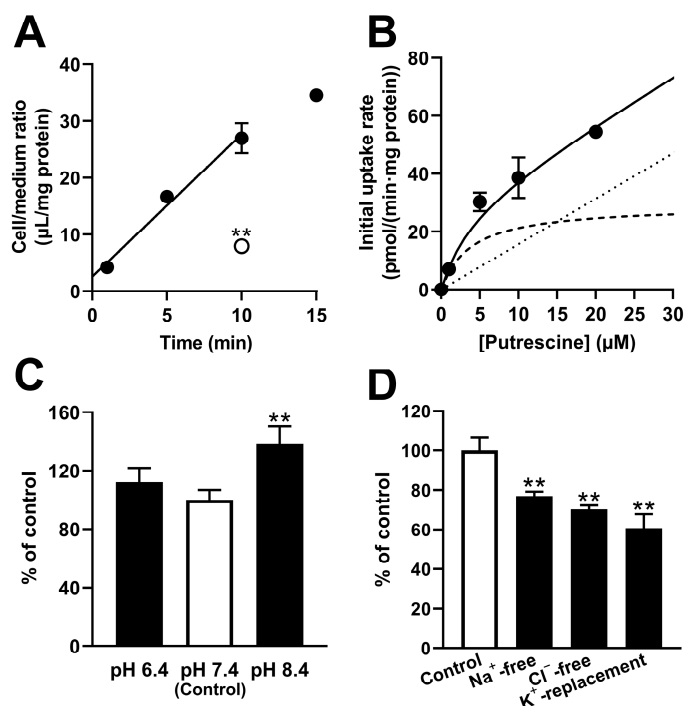 A
Cell/medium ratio
(µL/mg protein)
40
30
20
10
0
**
0
5
10
15
Time (min)
B
Initial uptake rate
(pmol/(min·mg protein))
80
60
40
20
0
0
5
10
15
20
25
30
[Putrescine] (µM)
C
% of control
160
120
80
40
0
**
pH 6.4
pH 7.4
pH 8.4
(Control)
D
% of control
120
100
80
60
40
20
0
**
**
**
Control
Na⁺-free
Cl⁻-free
K⁺-replacement